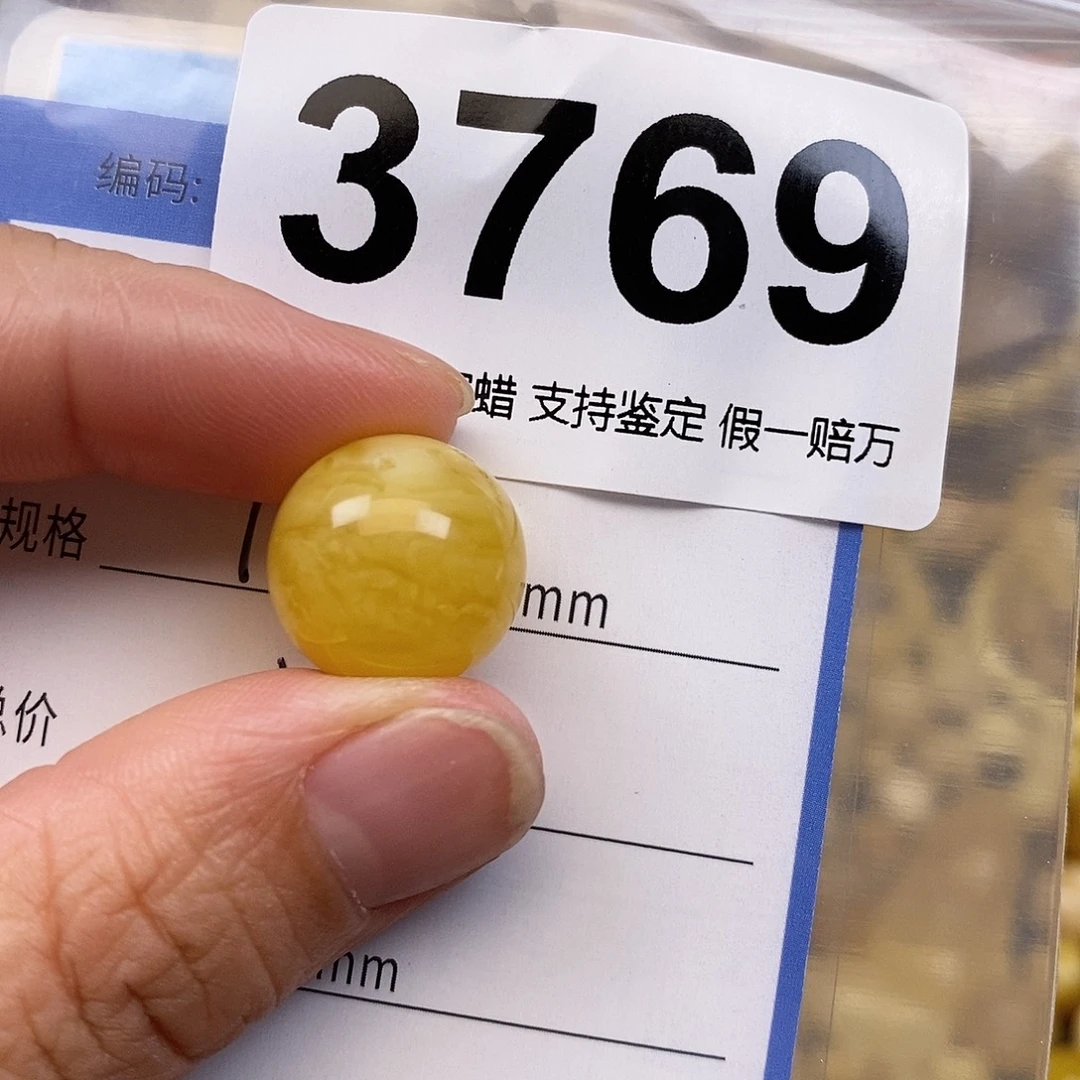 3769
编码:
蜡 支持鉴定 假一赔万
规格 mm
价
mm